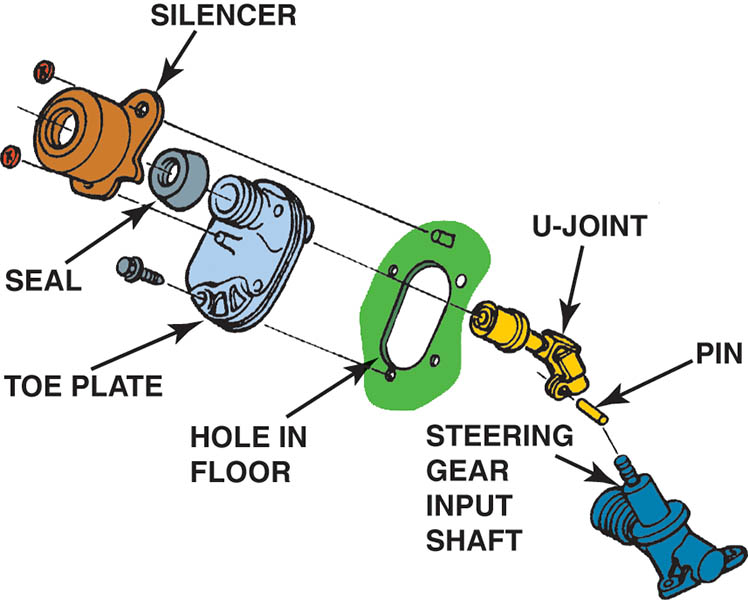 SILENCER
SEAL
TOE PLATE
HOLE IN
FLOOR
U-JOINT
PIN
STEERING
GEAR
INPUT
SHAFT